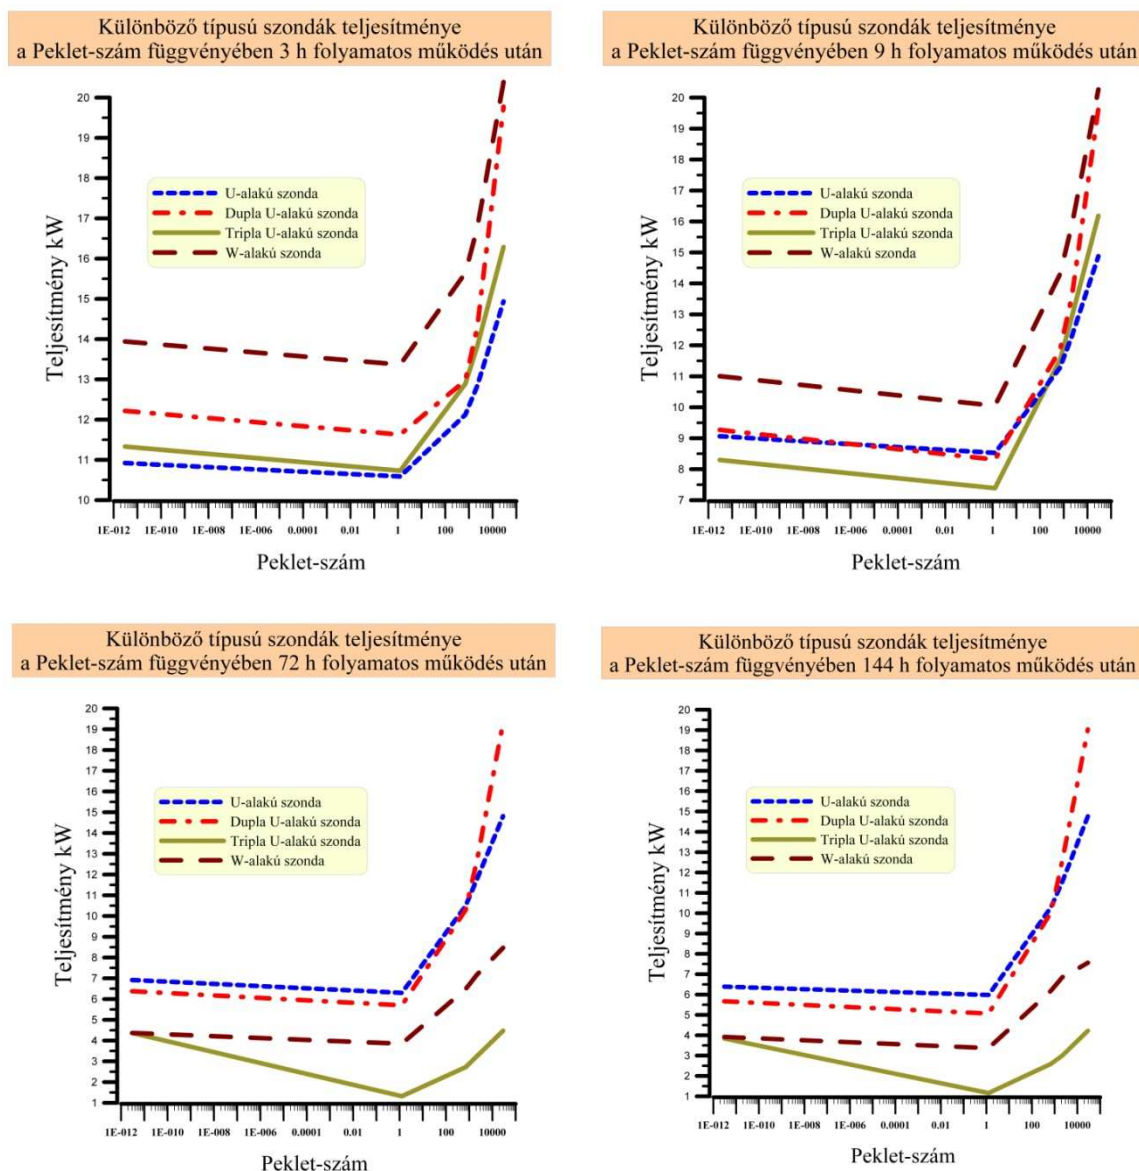 Különböző típusú szondák teljesítménye
a Peklet-szám függvényében 3 h folyamatos működés után
20
19
18
17
16
15
14
13
12
11
10
Teljesítmény kW
U-alakú szonda
Dupla U-alakú szonda
Tripla U-alakú szonda
W-alakú szonda
1E-012 1E-010 1E-008 1E-006 0.0001 0.01 1 100 10000
Peklet-szám
Különböző típusú szondák teljesítménye
a Peklet-szám függvényében 9 h folyamatos működés után
20
19
18
17
16
15
14
13
12
11
10
9
8
7
Teljesítmény kW
U-alakú szonda
Dupla U-alakú szonda
Tripla U-alakú szonda
W-alakú szonda
1E-012 1E-010 1E-008 1E-006 0.0001 0.01 1 100 10000
Peklet-szám
Különböző típusú szondák teljesítménye
a Peklet-szám függvényében 72 h folyamatos működés után
20
19
18
17
16
15
14
13
12
11
10
9
8
7
6
5
4
3
2
1
Teljesítmény kW
U-alakú szonda
Dupla U-alakú szonda
Tripla U-alakú szonda
W-alakú szonda
1E-012 1E-010 1E-008 1E-006 0.0001 0.01 1 100 10000
Peklet-szám
Különböző típusú szondák teljesítménye
a Peklet-szám függvényében 144 h folyamatos működés után
20
19
18
17
16
15
14
13
12
11
10
9
8
7
6
5
4
3
2
1
Teljesítmény kW
U-alakú szonda
Dupla U-alakú szonda
Tripla U-alakú szonda
W-alakú szonda
1E-012 1E-010 1E-008 1E-006 0.0001 0.01 1 100 10000
Peklet-szám